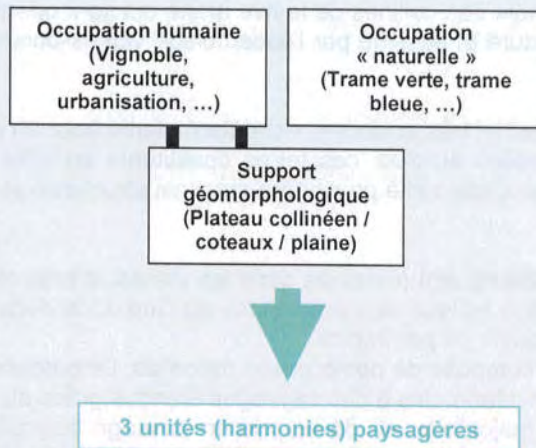 Occupation humaine
(Vignoble,
agriculture,
urbanisation, ...)
Occupation
« naturelle »
(Trame verte, trame
bleue, ...)
Support
géomorphologique
(Plateau collinéen /
coteaux / plaine)
3 unités (harmonies) paysagères